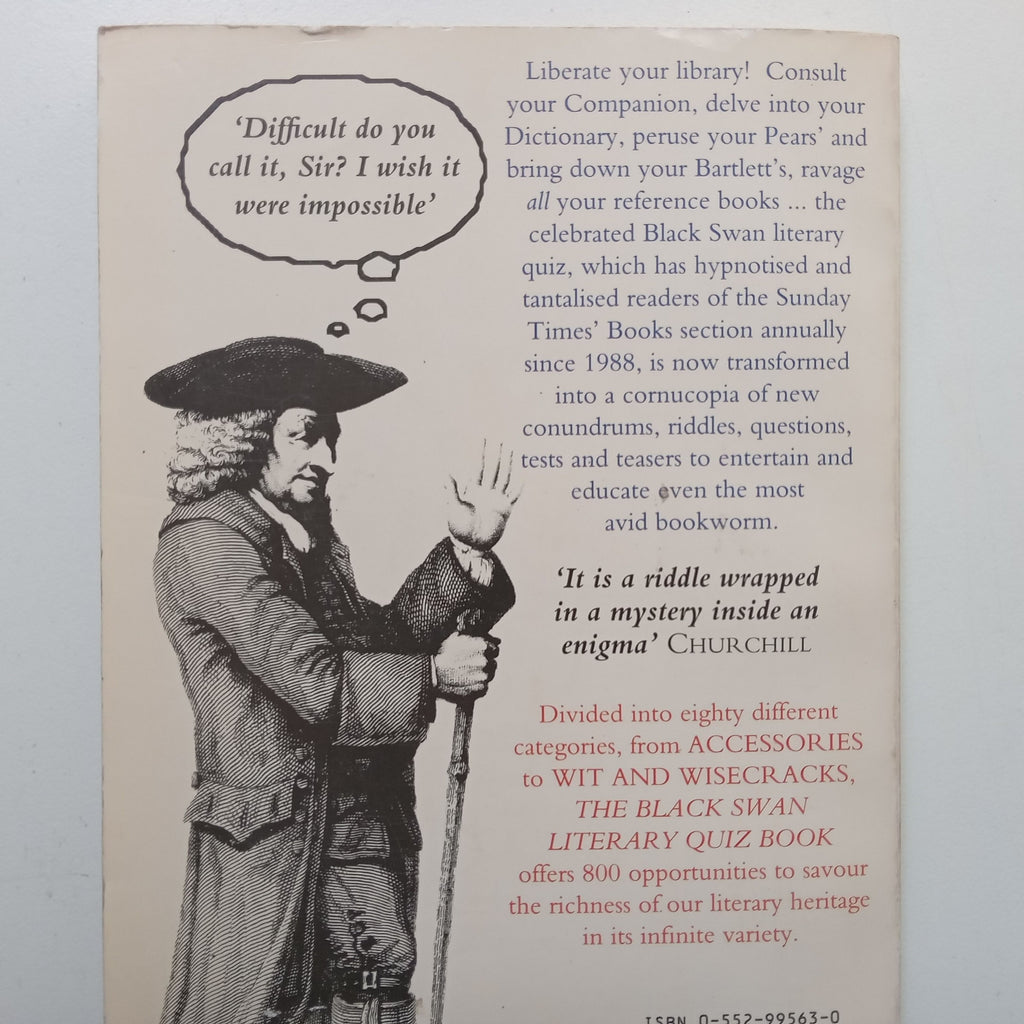 ‘Difficult do you
call it, Sir? I wish it
were impossible’
Liberate your library! Consult
your Companion, delve into your
Dictionary, peruse your Pears’ and
bring down your Bartlett’s, ravage
all your reference books ... the
celebrated Black Swan literary
quiz, which has hypnotised and
tantalised readers of the Sunday
Times’ Books section annually
since 1988, is now transformed
into a cornucopia of new
conundrums, riddles, questions,
tests and teasers to entertain and
educate even the most
avid bookworm.
‘It is a riddle wrapped
in a mystery inside an
enigma’ CHURCHILL
Divided into eighty different
categories, from ACCESSORIES
to WIT AND WISECRACKS,
THE BLACK SWAN
LITERARY QUIZ BOOK
offers 800 opportunities to savour
the richness of our literary heritage
in its infinite variety.
ISBN 0-552-99563-0